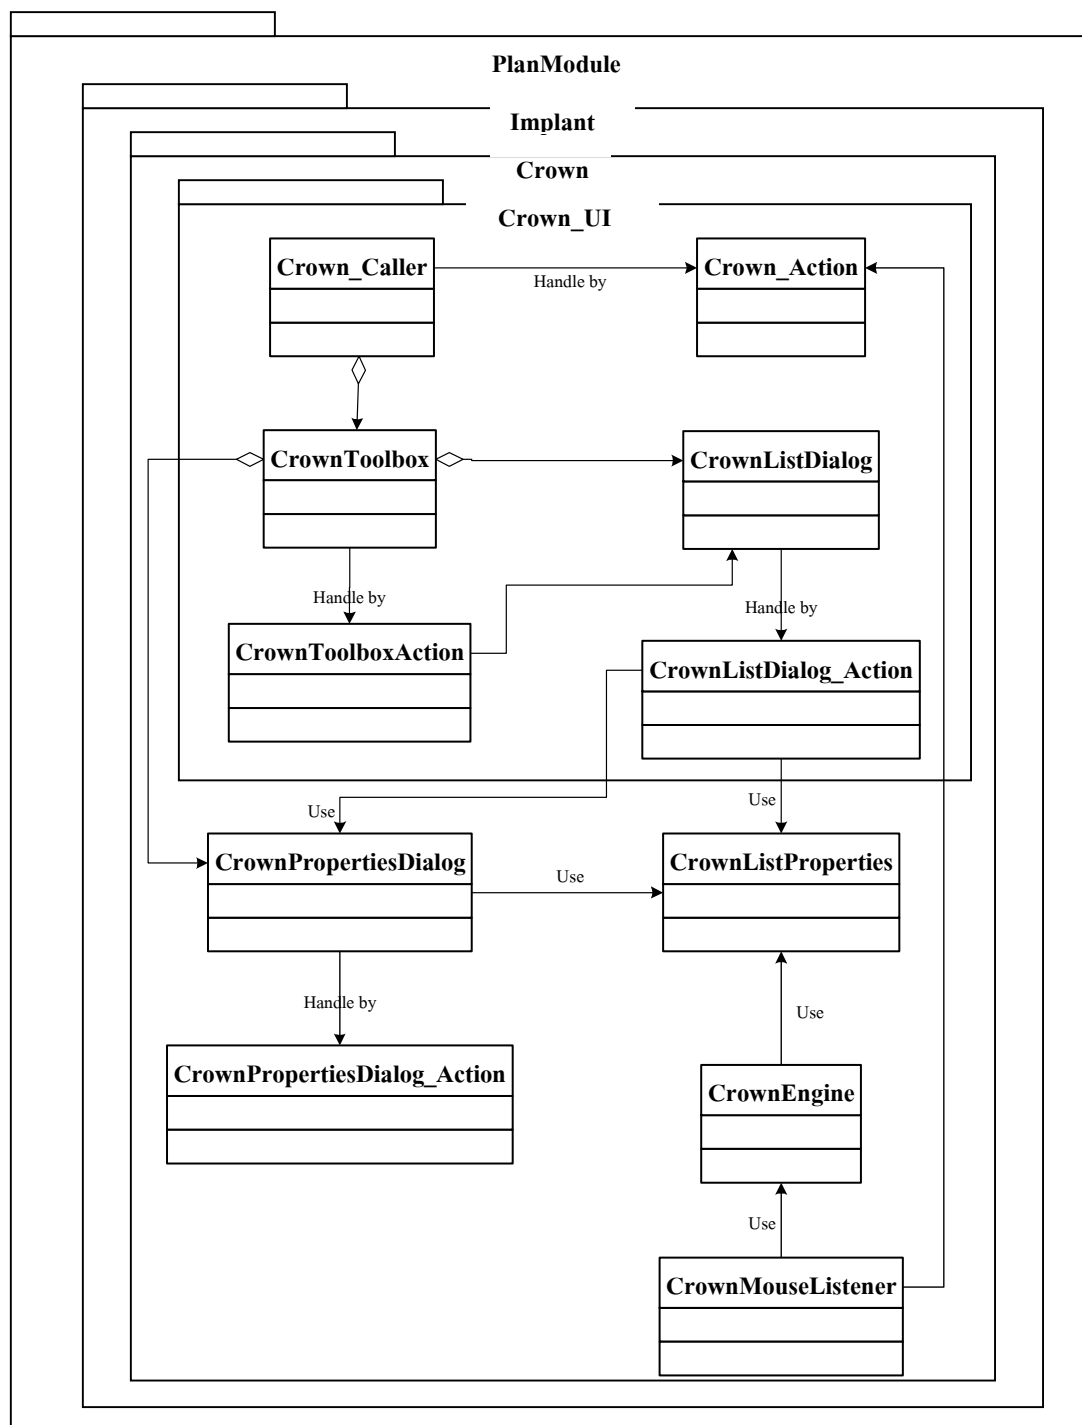 PlanModule
Implant
Crown
Crown_UI
Crown_Caller
Handle by
Crown_Action
CrownToolbox
CrownListDialog
Handle by
Handle by
CrownToolboxAction
CrownListDialog_Action
Use
Use
CrownPropertiesDialog
Use
CrownListProperties
Handle by
Use
CrownPropertiesDialog_Action
CrownEngine
Use
CrownMouseListener